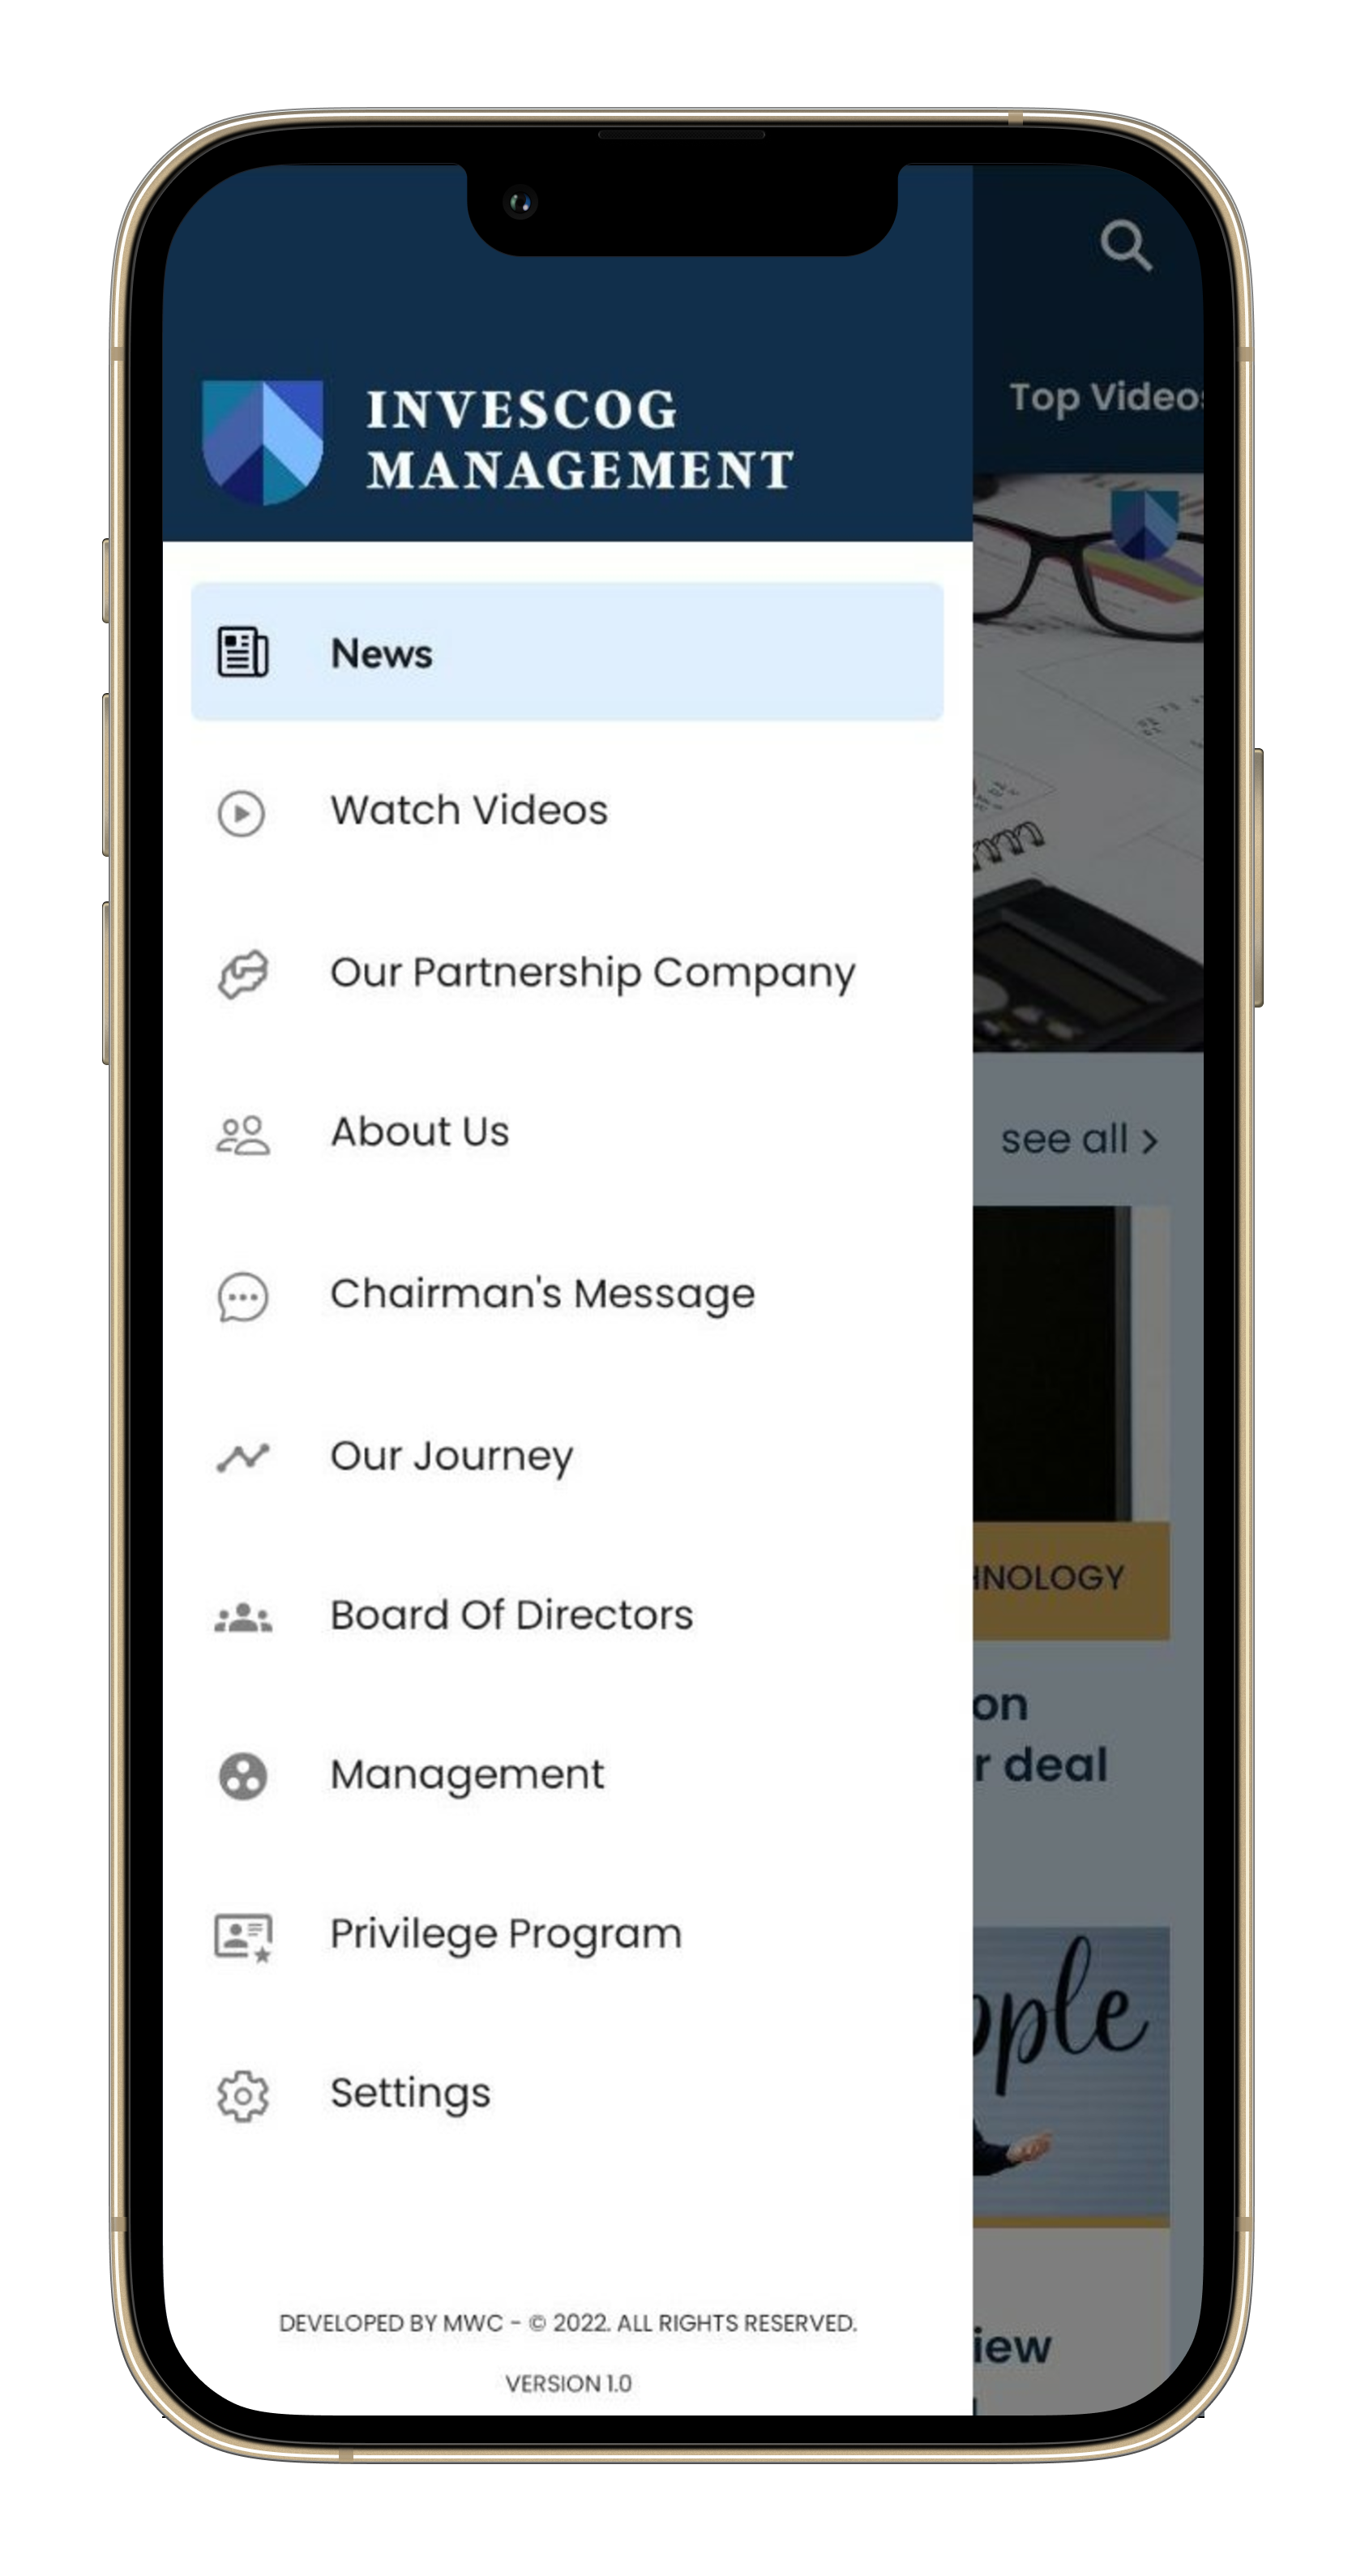 INVESCOG
MANAGEMENT
News
Watch Videos
Our Partnership Company
About Us
Chairman's Message
Our Journey
Board Of Directors
Management
Privilege Program
Settings
DEVELOPED BY MWC - © 2022. ALL RIGHTS RESERVED.
VERSION 1.0
Top Videos
see all >
HNOLOGY
on
r deal
ople
iew